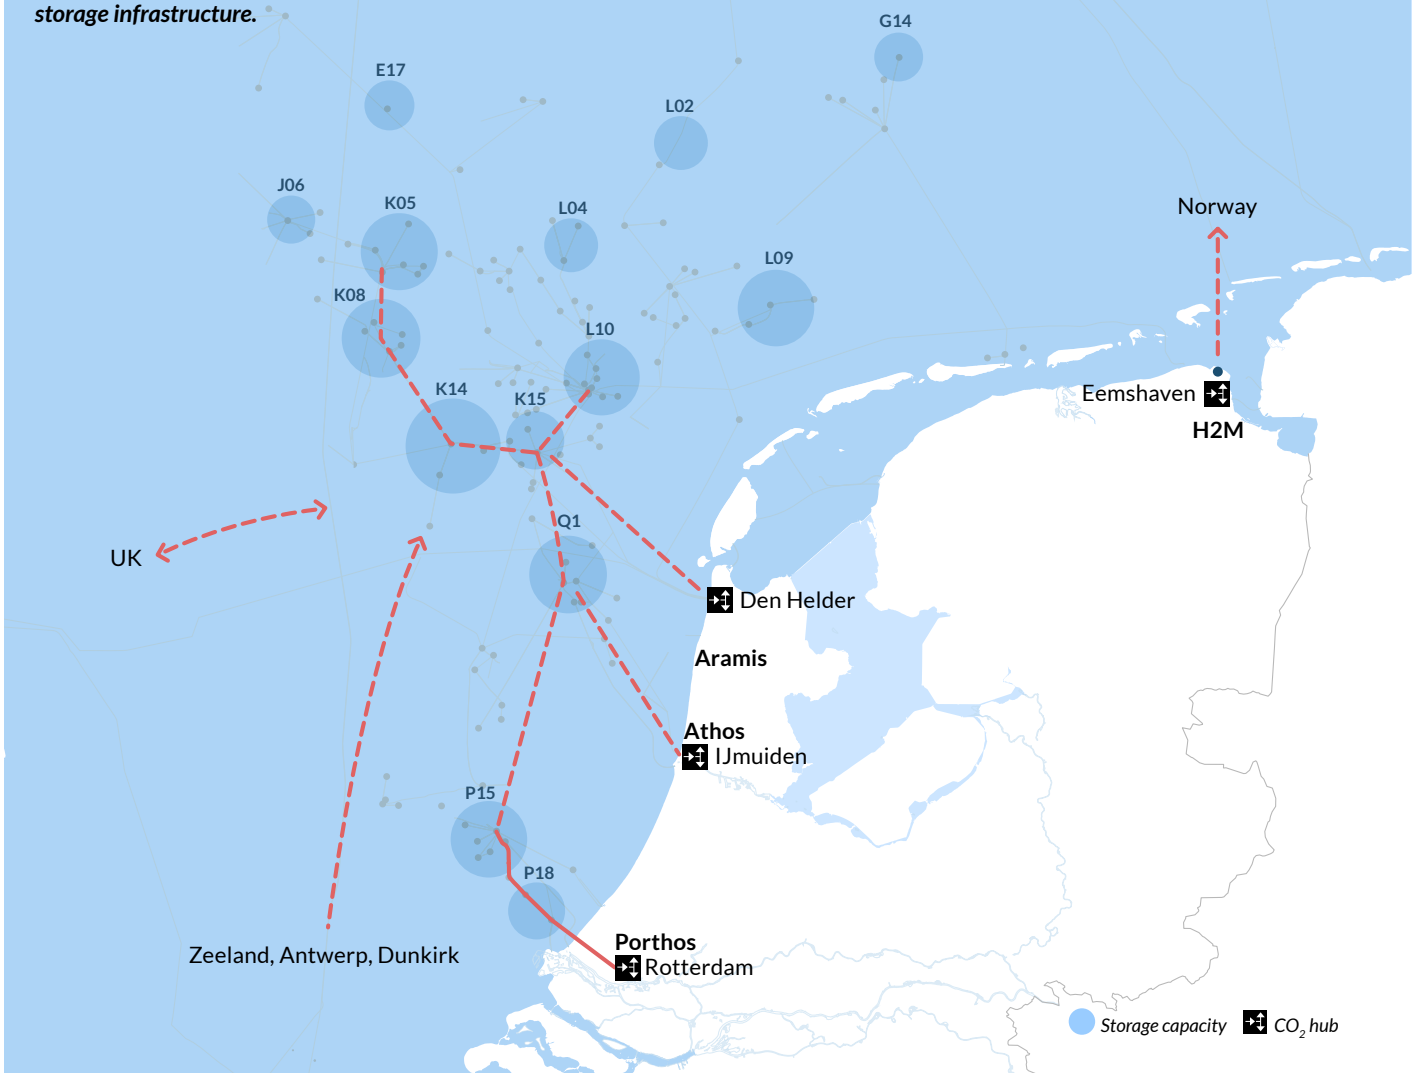 storage infrastructure.
G14
E17
L02
J06
K05
L04
Norway
L09
K08
L10
K14
K15
Eemshaven
H2M
Q1
UK
Den Helder
Aramis
Athos
IJmuiden
P15
P18
Porthos
Zeeland, Antwerp, Dunkirk
Rotterdam
Storage capacity
CO2 hub